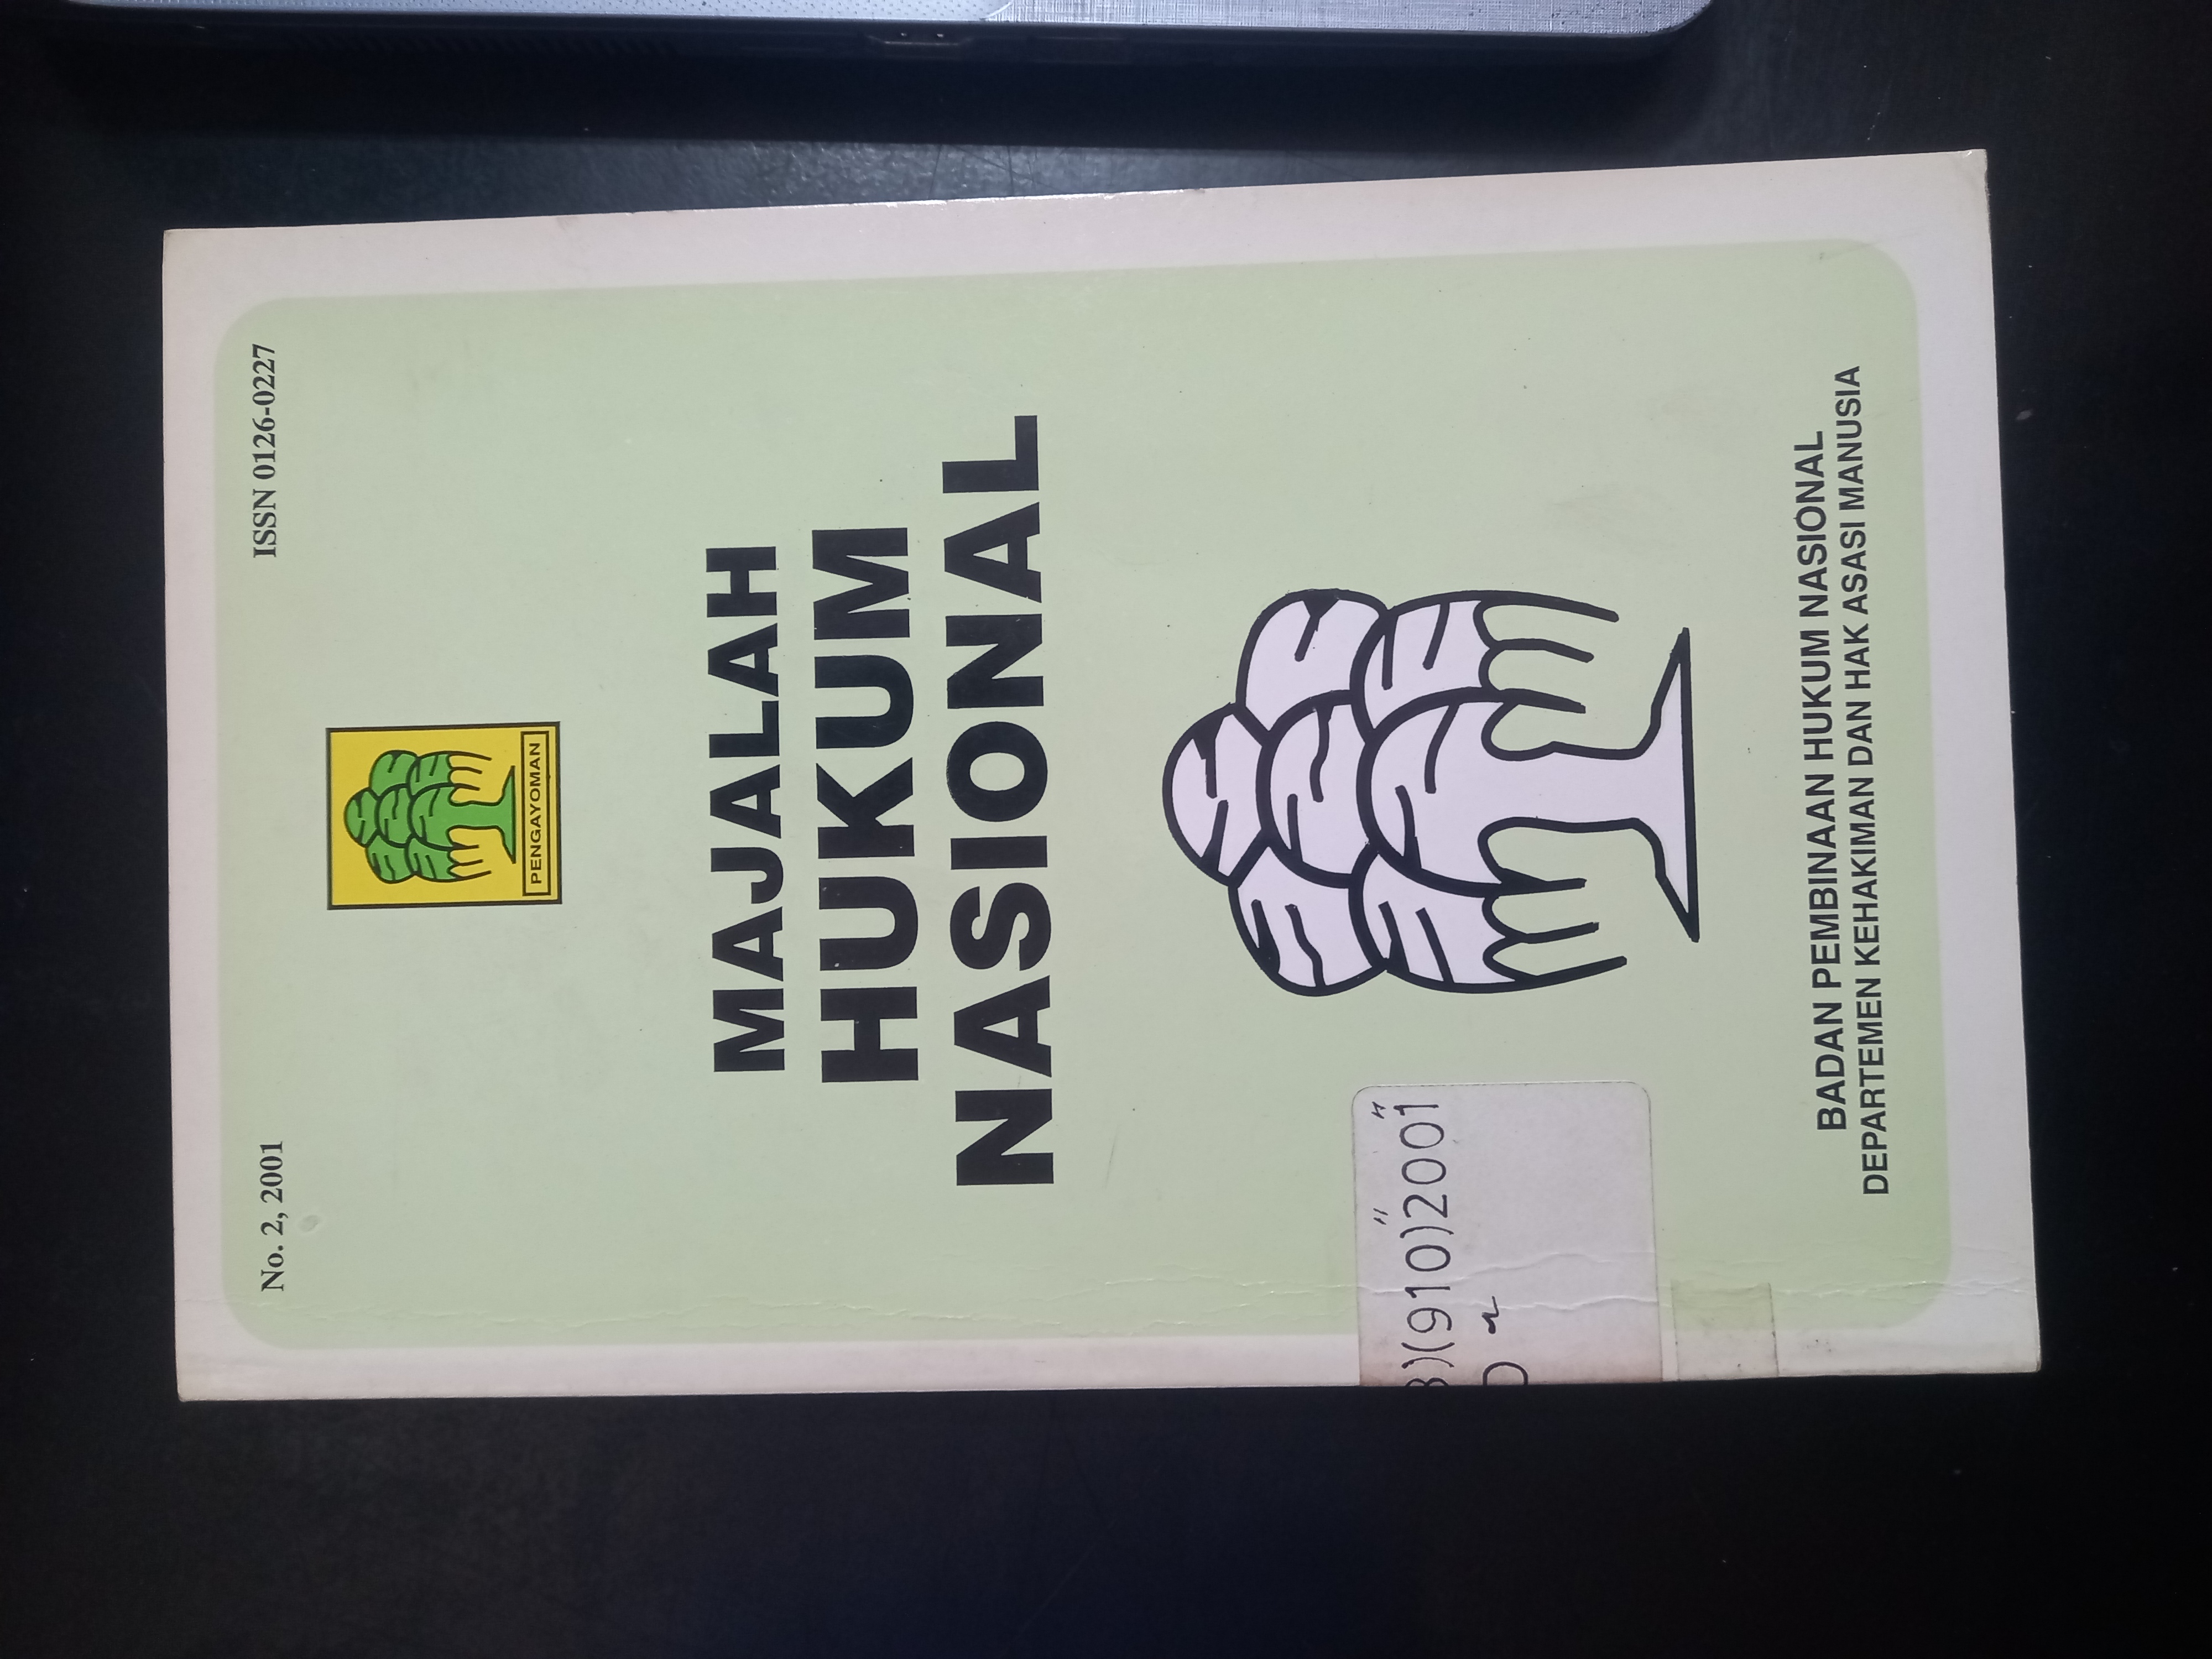 No. 2, 2001
ISSN 0126-0227
PENGAYOMAN
MAJALAH
HUKUM
NASIONAL
)(910)"2001"
BADAN PEMBINAAN HUKUM NASIONAL
DEPARTEMEN KEHAKIMAN DAN HAK ASASI MANUSIA